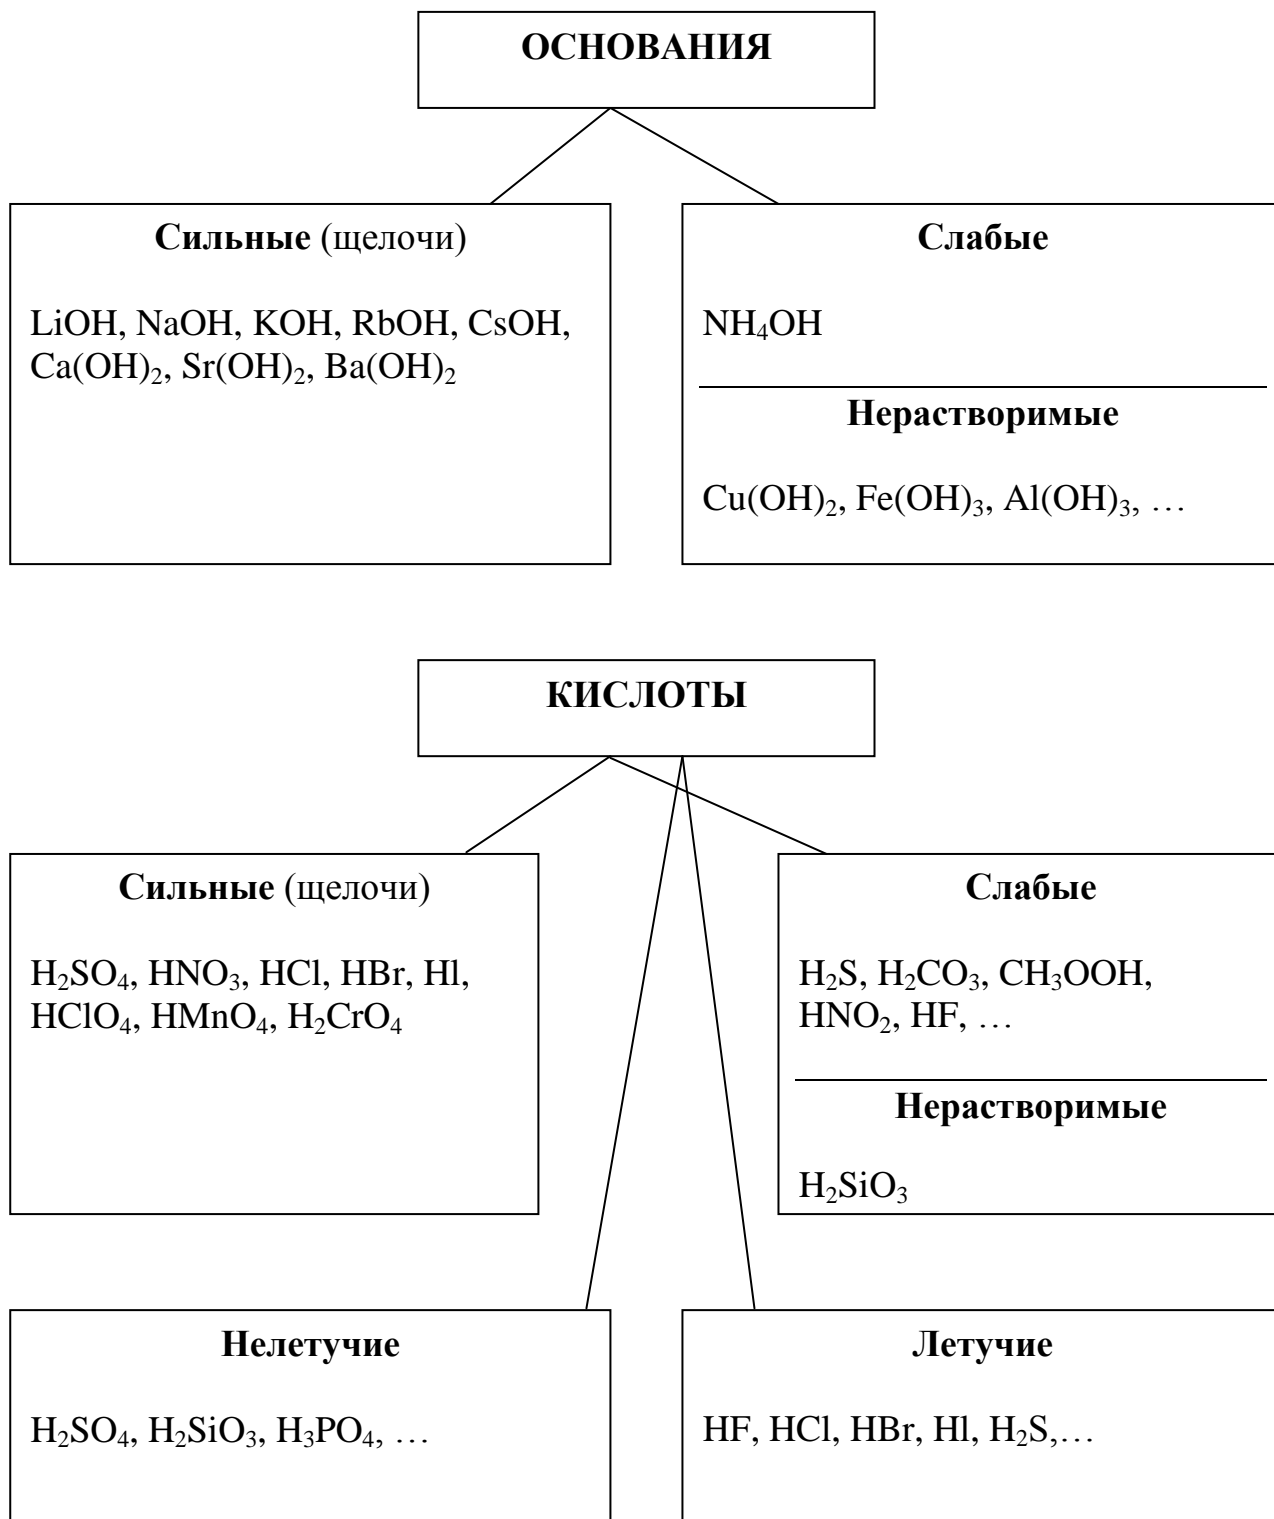 ОСНОВАНИЯ
Сильные (щелочи)
LiOH, NaOH, KOH, RbOH, CsOH,
Ca(OH)₂, Sr(OH)₂, Ba(OH)₂
Слабые
NH₄OH
Нерастворимые
Cu(OH)₂, Fe(OH)₃, Al(OH)₃, …
КИСЛОТЫ
Сильные (щелочи)
H₂SO₄, HNO₃, HCl, HBr, Hl,
HClO₄, HMnO₄, H₂CrO₄
Слабые
H₂S, H₂CO₃, CH₃OOH,
HNO₂, HF, …
Нерастворимые
H₂SiO₃
Нелетучие
H₂SO₄, H₂SiO₃, H₃PO₄, …
Летучие
HF, HCl, HBr, Hl, H₂S,…